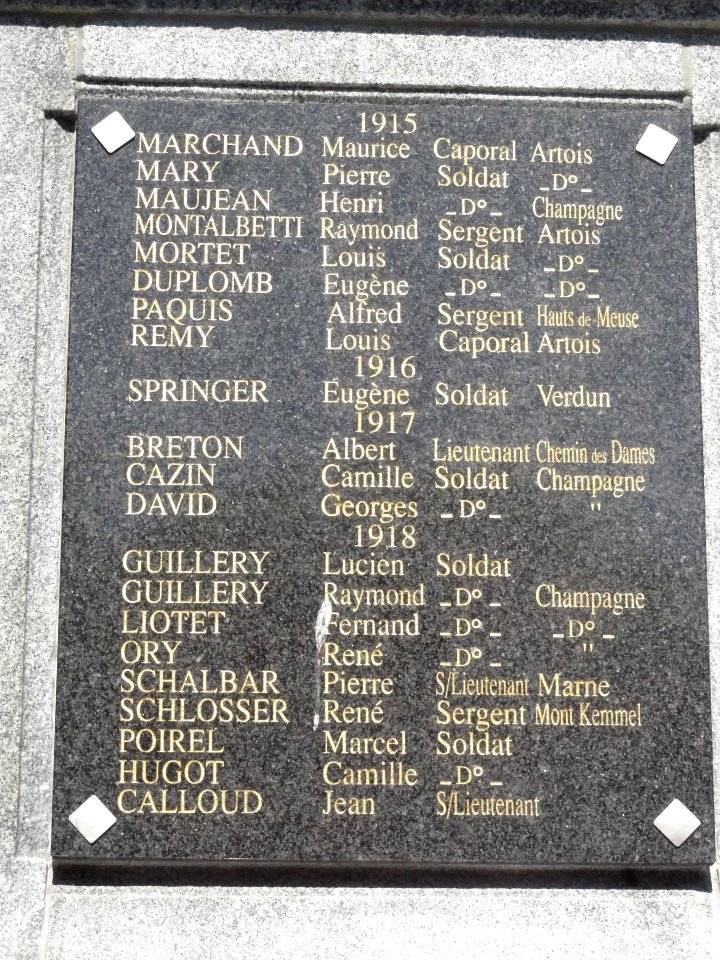 1915
MARCHAND Maurice Caporal Artois
MARY Pierre Soldat _D°_
MAUJEAN Henri _D°_ Champagne
MONTALBETTI Raymond Sergent Artois
MORTET Louis Soldat _D°_
DUPLOMB Eugène _D°_ _D°_
PAQUIS Alfred Sergent Hauts de Meuse
REMY Louis Caporal Artois
1916
SPRINGER Eugène Soldat Verdun
1917
BRETON Albert Lieutenant Chemin des Dames
CAZIN Camille Soldat Champagne
DAVID Georges _D°_ "
1918
GUILLERY Lucien Soldat
GUILLERY Raymond _D°_ Champagne
LIOTET Fernand _D°_ _D°_
ORY René _D°_ "
SCHALBAR Pierre S/Lieutenant Marne
SCHLOSSER René Sergent Mont Kemmel
POIREL Marcel Soldat
HUGOT Camille _D°_
CALLOUD Jean S/Lieutenant